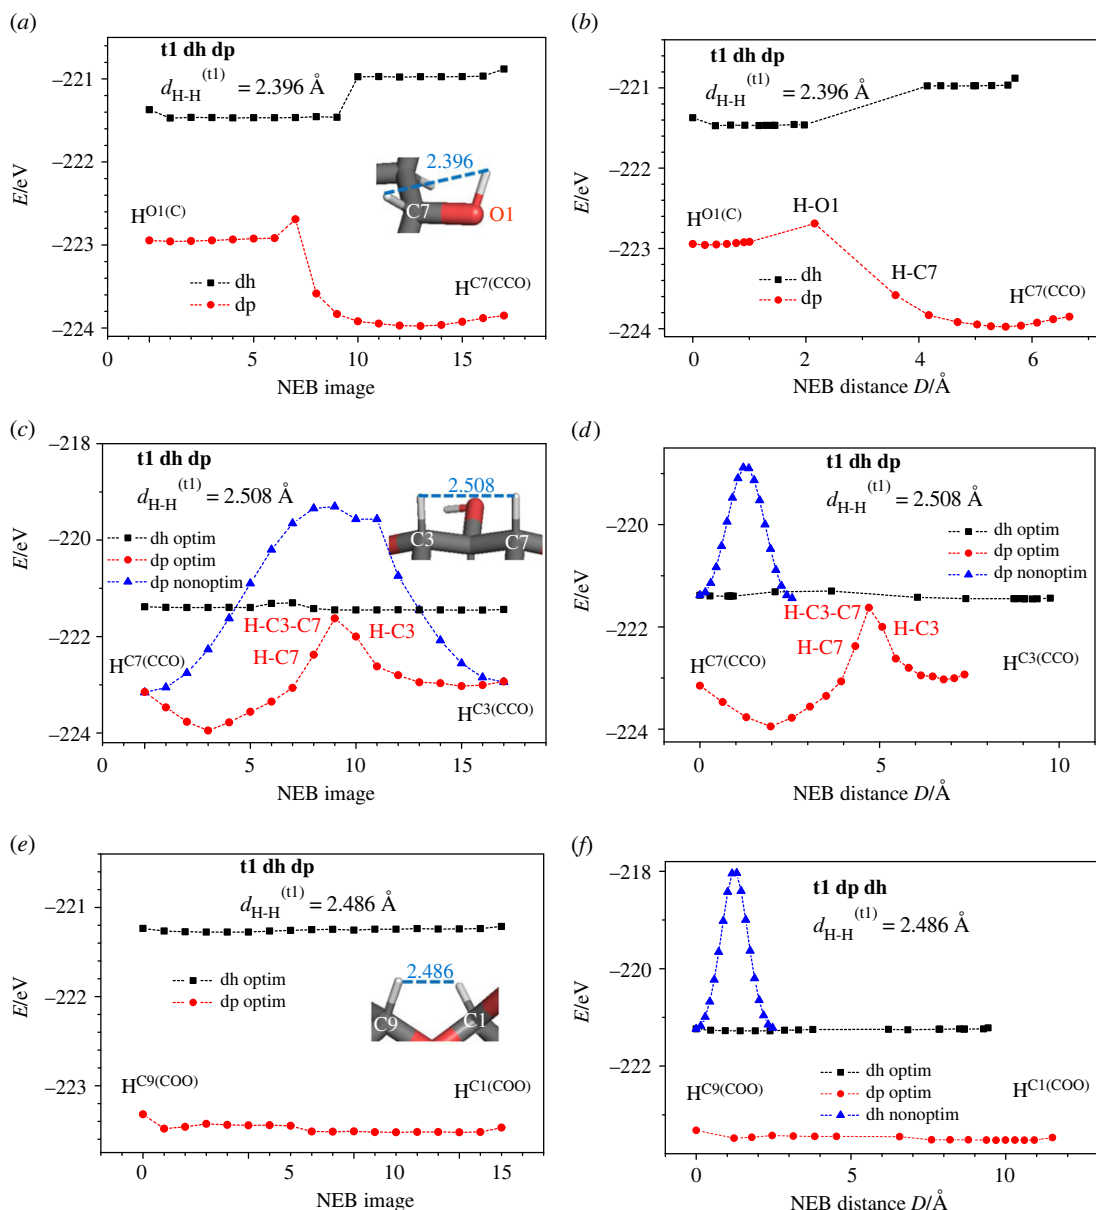 (a)
t1 dh dp
d_H-H^(t1) = 2.396 Å
–221
–222
–223
–224
E/eV
2.396
C7
O1
H^O1(C)
dh
dp
H^C7(CCO)
0
5
10
15
NEB image
(b)
t1 dh dp
d_H-H^(t1) = 2.396 Å
–221
–222
–223
–224
E/eV
H^O1(C)
H-O1
H-C7
dh
dp
H^C7(CCO)
0
2
4
6
NEB distance D/Å
(c)
t1 dh dp
d_H-H^(t1) = 2.508 Å
–218
–220
–222
–224
E/eV
2.508
C3
C7
dh optim
dp optim
dp nonoptim
H-C3-C7
H-C3
H-C7
H^C7(CCO)
H^C3(CCO)
0
5
10
15
NEB image
(d)
t1 dh dp
d_H-H^(t1) = 2.508 Å
–220
–222
–224
E/eV
dh optim
dp optim
dp nonoptim
H-C3-C7
H-C3
H-C7
H^C7(CCO)
H^C3(CCO)
0
5
10
NEB distance D/Å
(e)
t1 dh dp
d_H-H^(t1) = 2.486 Å
–221
–222
–223
E/eV
dh optim
dp optim
2.486
C9
C1
H^C9(COO)
H^C1(COO)
0
5
10
15
NEB image
(f)
t1 dp dh
d_H-H^(t1) = 2.486 Å
–218
–220
–222
E/eV
dh optim
dp optim
dh nonoptim
H^C9(COO)
H^C1(COO)
0
5
10
NEB distance D/Å